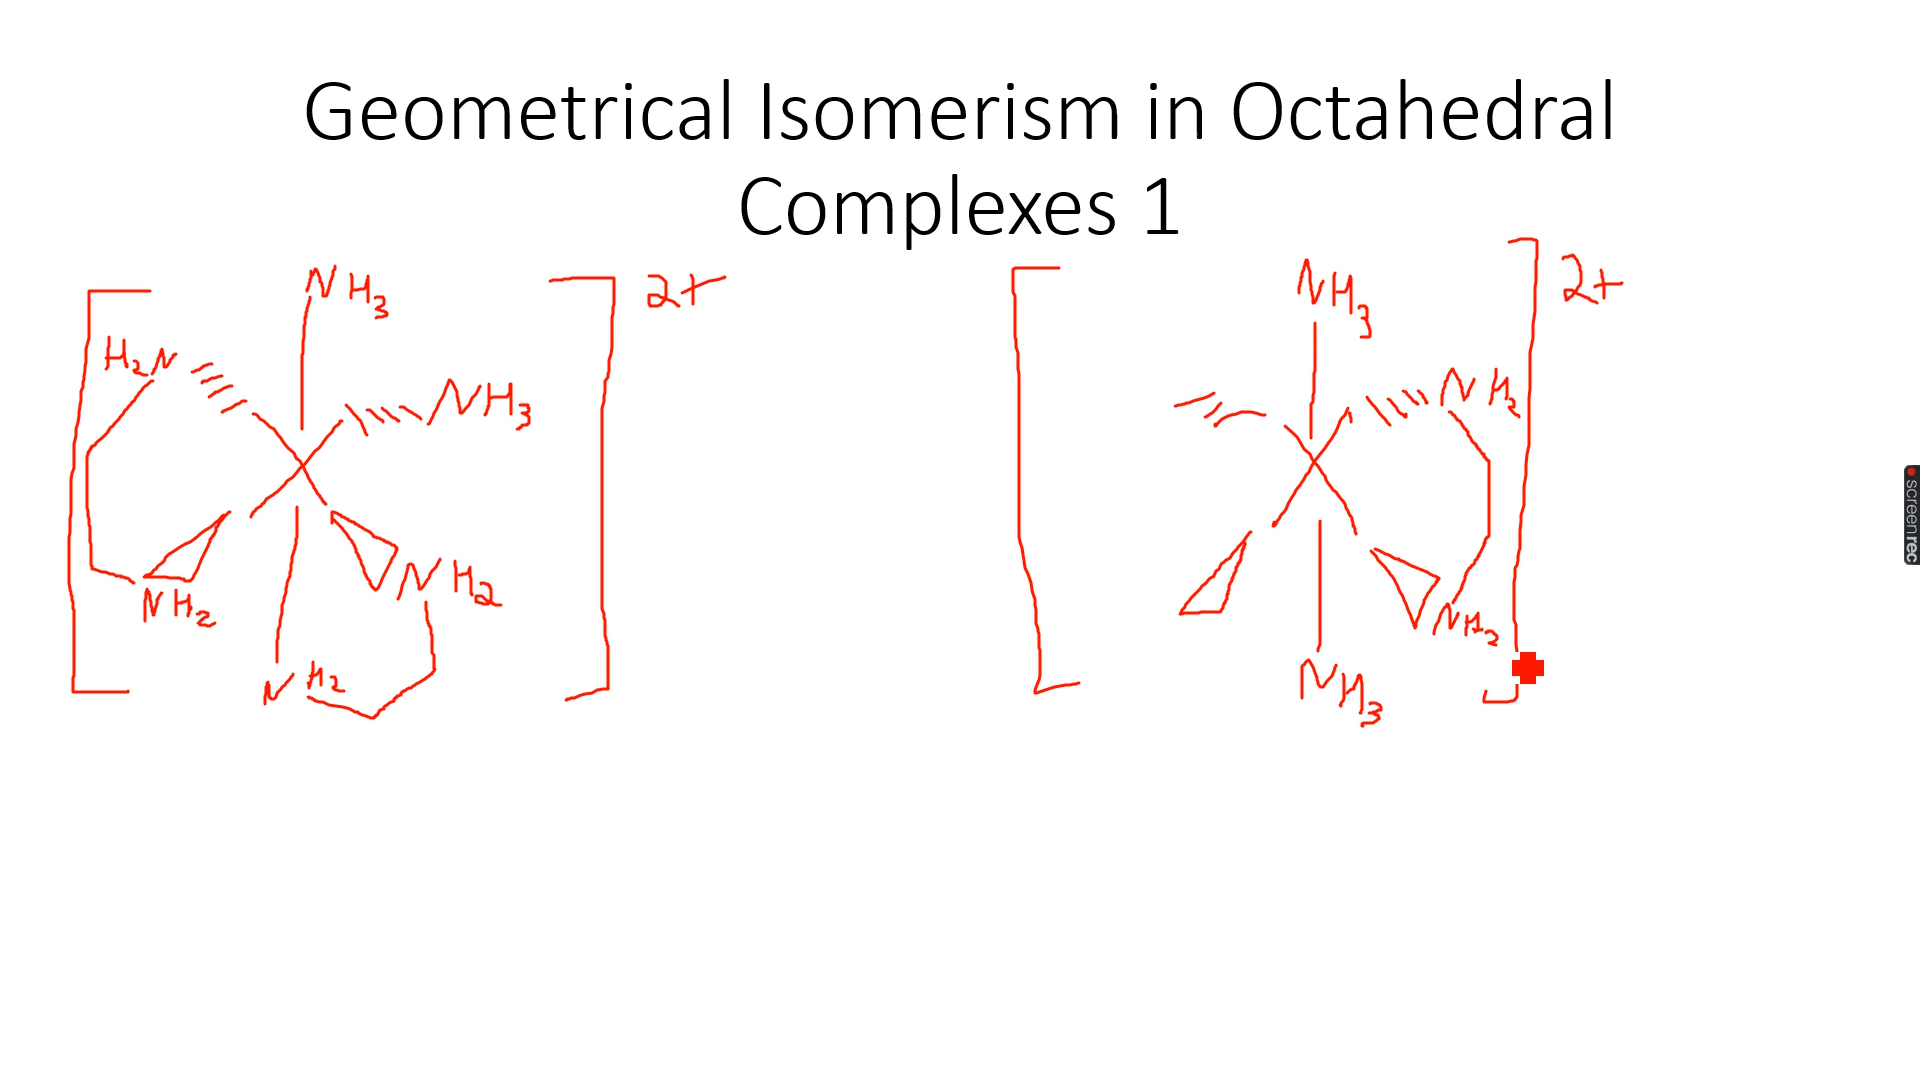 Geometrical Isomerism in Octahedral
Complexes 1
NH3
2+
H2N
NH3
NH2
NH2
NH2
NH3
2+
NH2
NH2
NH3
screenrec